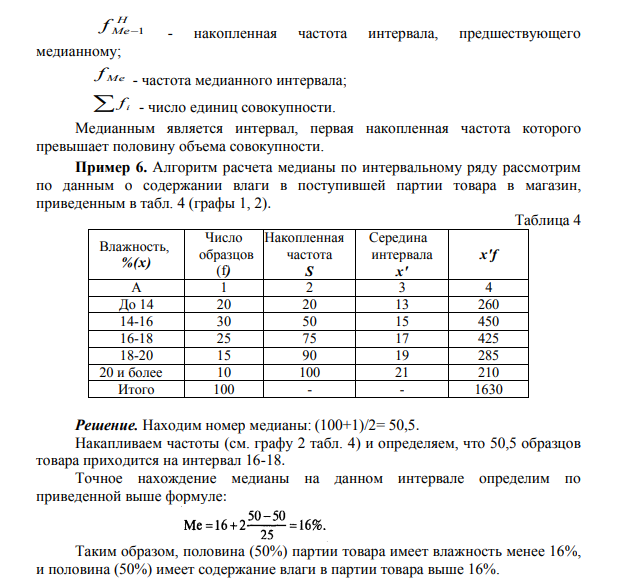 f^H_{Me−1} - накопленная частота интервала, предшествующего
медианному;
f_{Me} - частота медианного интервала;
∑f_i - число единиц совокупности.
Медианным является интервал, первая накопленная частота которого
превышает половину объема совокупности.
Пример 6. Алгоритм расчета медианы по интервальному ряду рассмотрим
по данным о содержании влаги в поступившей партии товара в магазин,
приведенным в табл. 4 (графы 1, 2).
Таблица 4
Влажность, %(x) | Число образцов (f) | Накопленная частота S | Середина интервала x' | x'f
А | 1 | 2 | 3 | 4
До 14 | 20 | 20 | 13 | 260
14-16 | 30 | 50 | 15 | 450
16-18 | 25 | 75 | 17 | 425
18-20 | 15 | 90 | 19 | 285
20 и более | 10 | 100 | 21 | 210
Итого | 100 | - | - | 1630
Решение. Находим номер медианы: (100+1)/2= 50,5.
Накапливаем частоты (см. графу 2 табл. 4) и определяем, что 50,5 образцов
товара приходится на интервал 16-18.
Точное нахождение медианы на данном интервале определим по
приведенной выше формуле:
Me = 16 + 2 (50 − 50)/25 = 16%.
Таким образом, половина (50%) партии товара имеет влажность менее 16%,
и половина (50%) имеет содержание влаги в партии товара выше 16%.